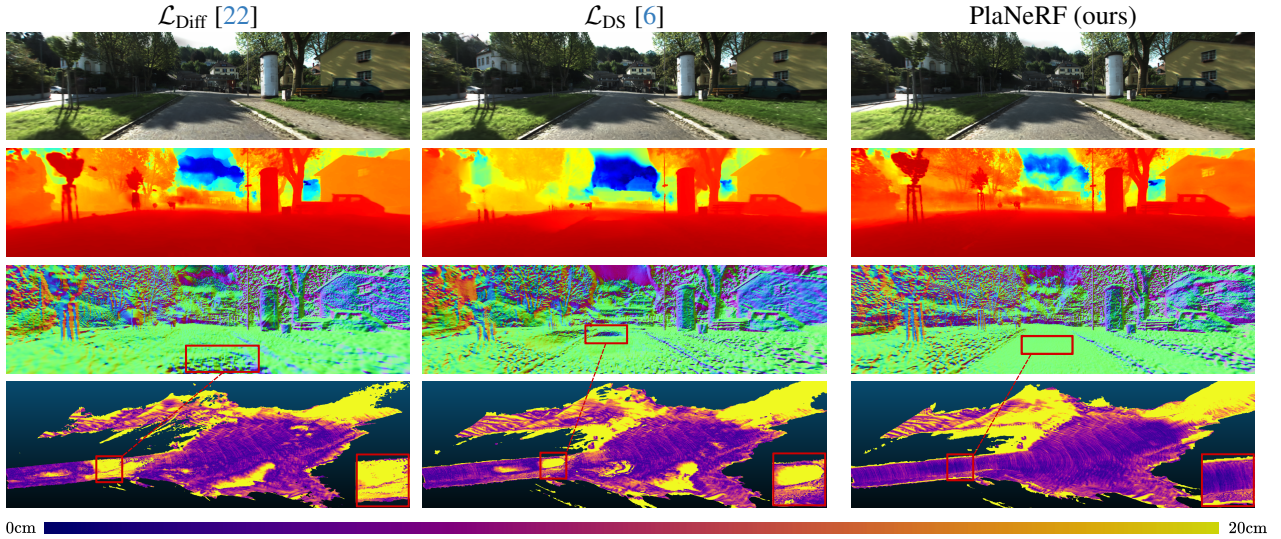 ℒDiff [22]
ℒDS [6]
PlaNeRF (ours)
0cm
20cm